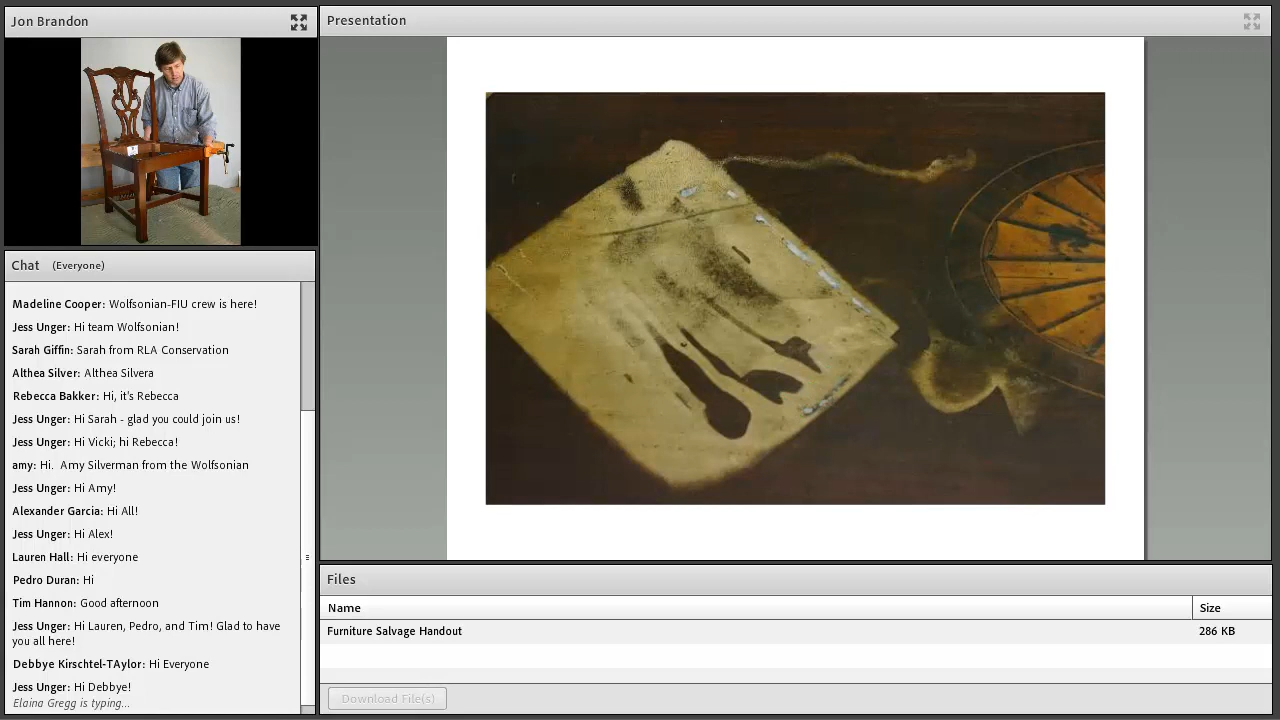 Jon Brandon
Presentation
Chat (Everyone)
Madeline Cooper: Wolfsonian-FIU crew is here!
Jess Unger: Hi team Wolfsonian!
Sarah Giffin: Sarah from RLA Conservation
Althea Silver: Althea Silvera
Rebecca Bakker: Hi, it's Rebecca
Jess Unger: Hi Sarah - glad you could join us!
Jess Unger: Hi Vicki; hi Rebecca!
amy: Hi.  Amy Silverman from the Wolfsonian
Jess Unger: Hi Amy!
Alexander Garcia: Hi All!
Jess Unger: Hi Alex!
Lauren Hall: Hi everyone
Pedro Duran: Hi
Tim Hannon: Good afternoon
Jess Unger: Hi Lauren, Pedro, and Tim! Glad to have
you all here!
Debbye Kirschtel-TAylor: Hi Everyone
Jess Unger: Hi Debbye!
Elaina Gregg is typing...
Files
Name Size
Furniture Salvage Handout 286 KB
Download File(s)